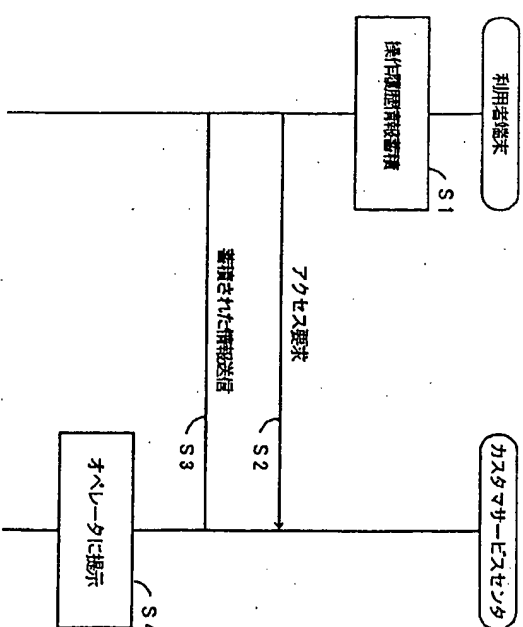 利用者端末
カスタマサービスセンタ
操作履歴情報蓄積
S1
アクセス要求
S2
蓄積された情報送信
S3
オペレータに提示
S4